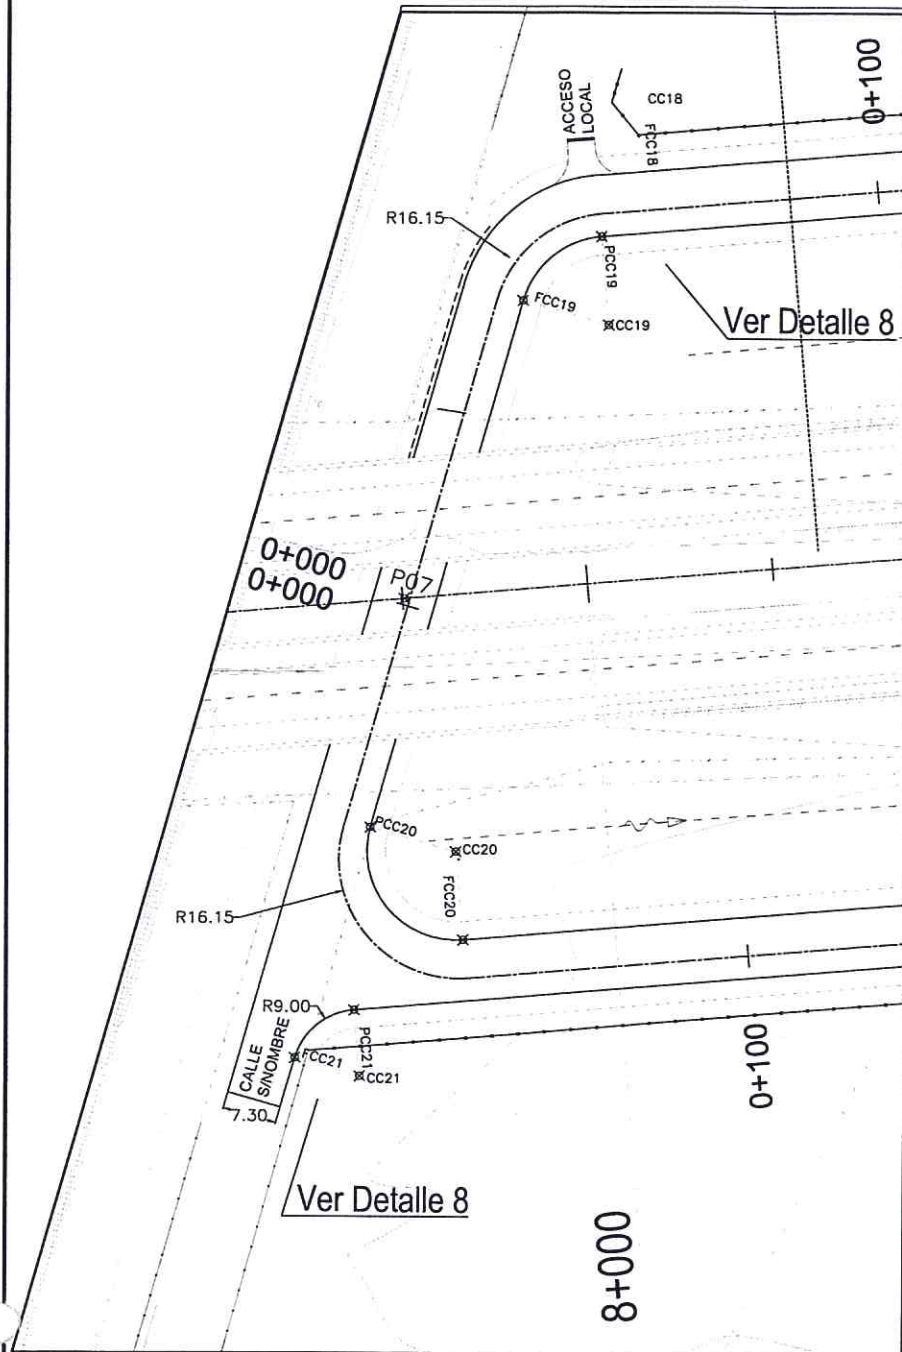 0+100
ACCESO
LOCAL
CC18
FCC18
R16.15
PCC19
FCC19
CC19
Ver Detalle 8
0+000
0+000
P07
PCC20
CC20
FCC20
R16.15
R9.00
CALLE
S/NOMBRE
FCC21
PCC21
CC21
7.30
0+100
Ver Detalle 8
8+000